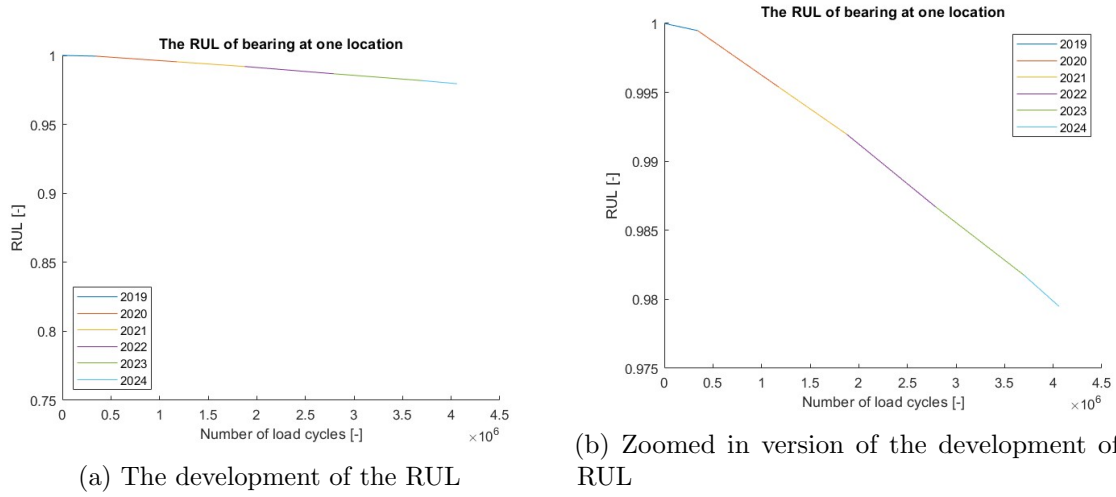 The RUL of bearing at one location
1
0.95
0.9
0.85
0.8
0.75
RUL [-]
2019
2020
2021
2022
2023
2024
0 0.5 1 1.5 2 2.5 3 3.5 4 4.5
Number of load cycles [-]
×10^6
(a) The development of the RUL
The RUL of bearing at one location
1
0.995
0.99
0.985
0.98
0.975
RUL [-]
2019
2020
2021
2022
2023
2024
0 0.5 1 1.5 2 2.5 3 3.5 4 4.5
Number of load cycles [-]
×10^6
(b) Zoomed in version of the development of
RUL